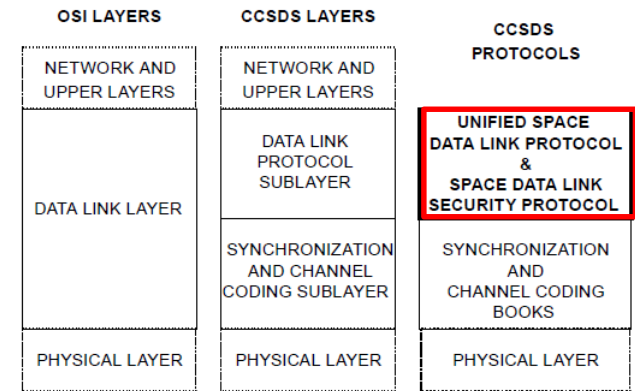 OSI LAYERS
NETWORK AND
UPPER LAYERS
DATA LINK LAYER
PHYSICAL LAYER
CCSDS LAYERS
NETWORK AND
UPPER LAYERS
DATA LINK
PROTOCOL
SUBLAYER
SYNCHRONIZATION
AND CHANNEL
CODING SUBLAYER
PHYSICAL LAYER
CCSDS
PROTOCOLS
UNIFIED SPACE
DATA LINK PROTOCOL
&
SPACE DATA LINK
SECURITY PROTOCOL
SYNCHRONIZATION
AND
CHANNEL CODING
BOOKS
PHYSICAL LAYER